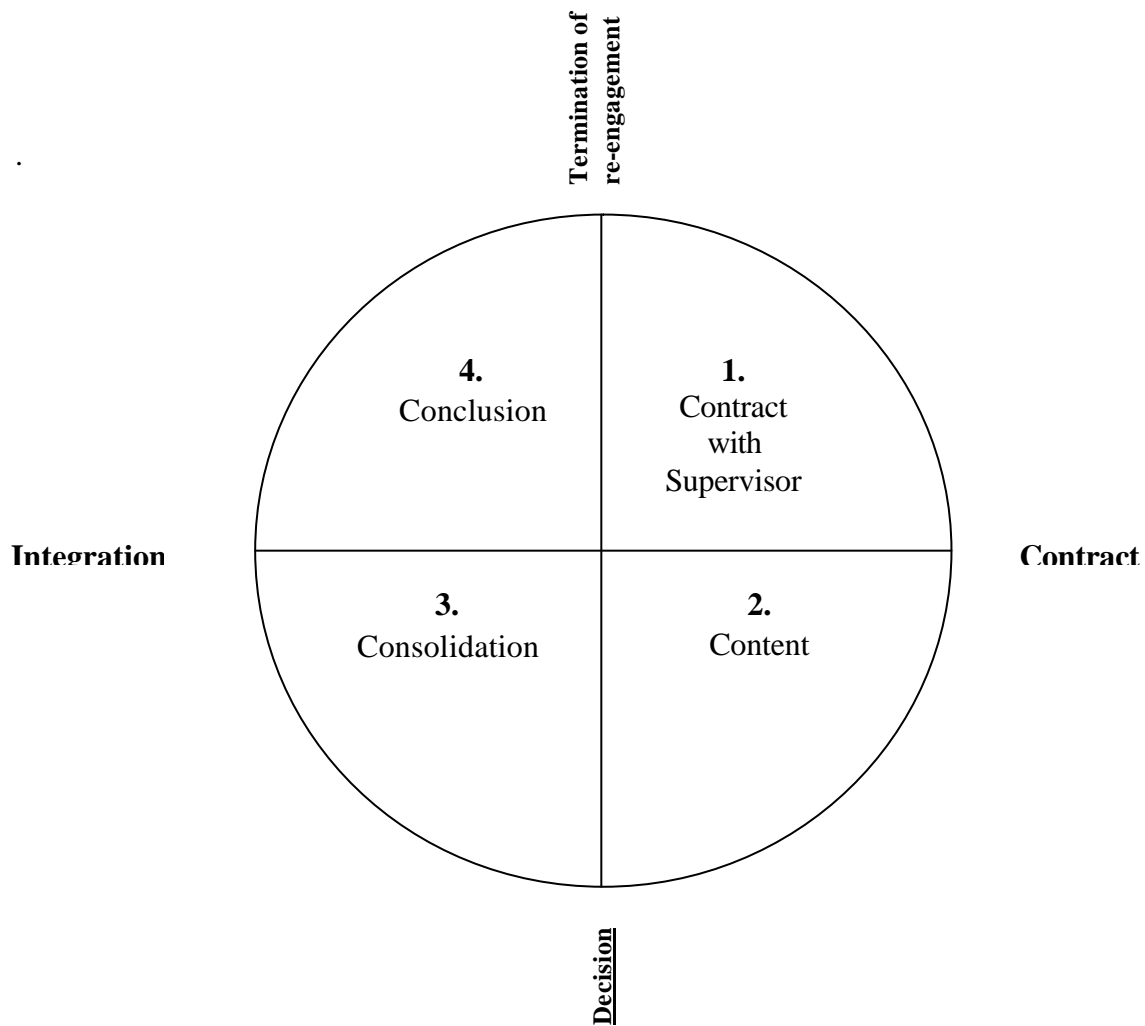 Termination of
re-engagement
.
4.
Conclusion
1.
Contract
with
Supervisor
Integration
Contract
3.
Consolidation
2.
Content
Decision